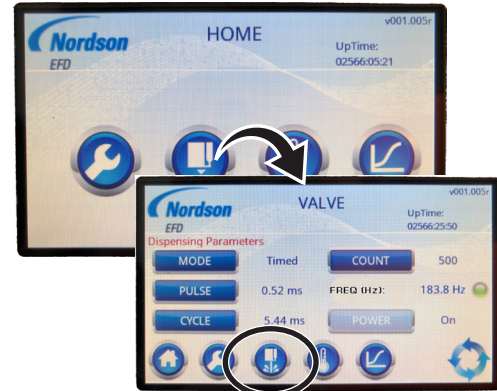 HOME
v001.005r
Nordson
EFD
UpTime:
02566:05:21
VALVE
v001.005r
Nordson
EFD
UpTime:
02566:25:50
Dispensing Parameters
MODE Timed COUNT 500
PULSE 0.52 ms FREQ (Hz): 183.8 Hz
CYCLE 5.44 ms POWER On